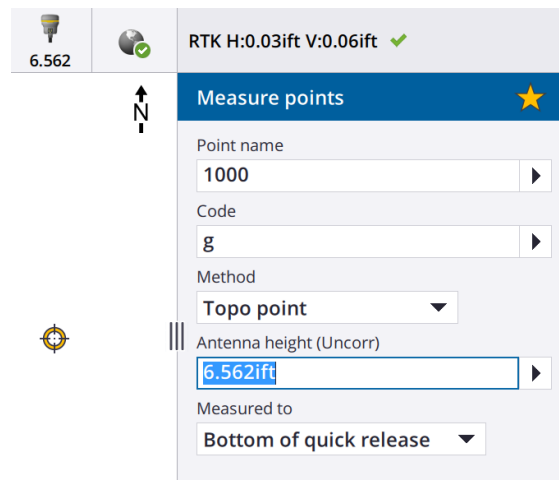 6.562
RTK H:0.03ift V:0.06ift
N
Measure points
Point name
1000
Code
g
Method
Topo point
Antenna height (Uncorr)
6.562ift
Measured to
Bottom of quick release